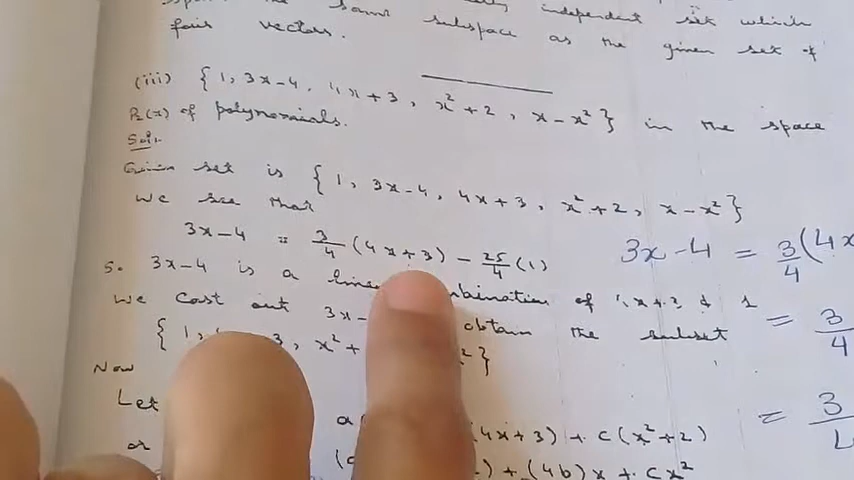 independent set which
four vectors. subspace as the given set of
(iii) { 1, 3x-4, 4x+3, x²+2, x-x² } in the space
P₂(x) of polynomials.
Soln:
Given set is { 1, 3x-4, 4x+3, x²+2, x-x² }
We see that
3x-4 = 3/4 (4x+3) - 25/4 (1)
So 3x-4 is a combination of 4x+3 & 1
We cast out 3x- obtain the subset
{ 1, 3, x²+ }
Now
Let (4x+3) + c(x²+2)
or + (4b)x + cx²
3x-4 = 3/4 (4x
= 3/4
= 3/